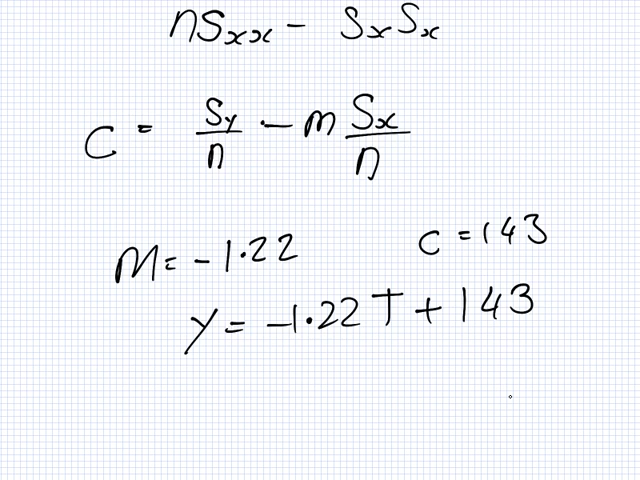 nSxx - SxSx
C = Sy/n - m Sx/n
M = -1.22 C = 143
Y = -1.22T + 143